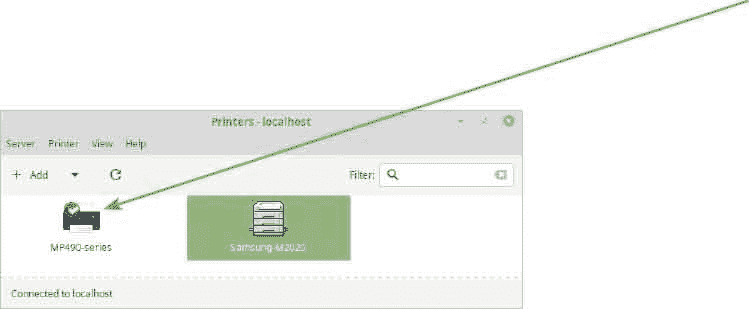 Printers - localhost
Server Printer View Help
+ Add Filter:
MP490-series Samsung-M2020
Connected to localhost